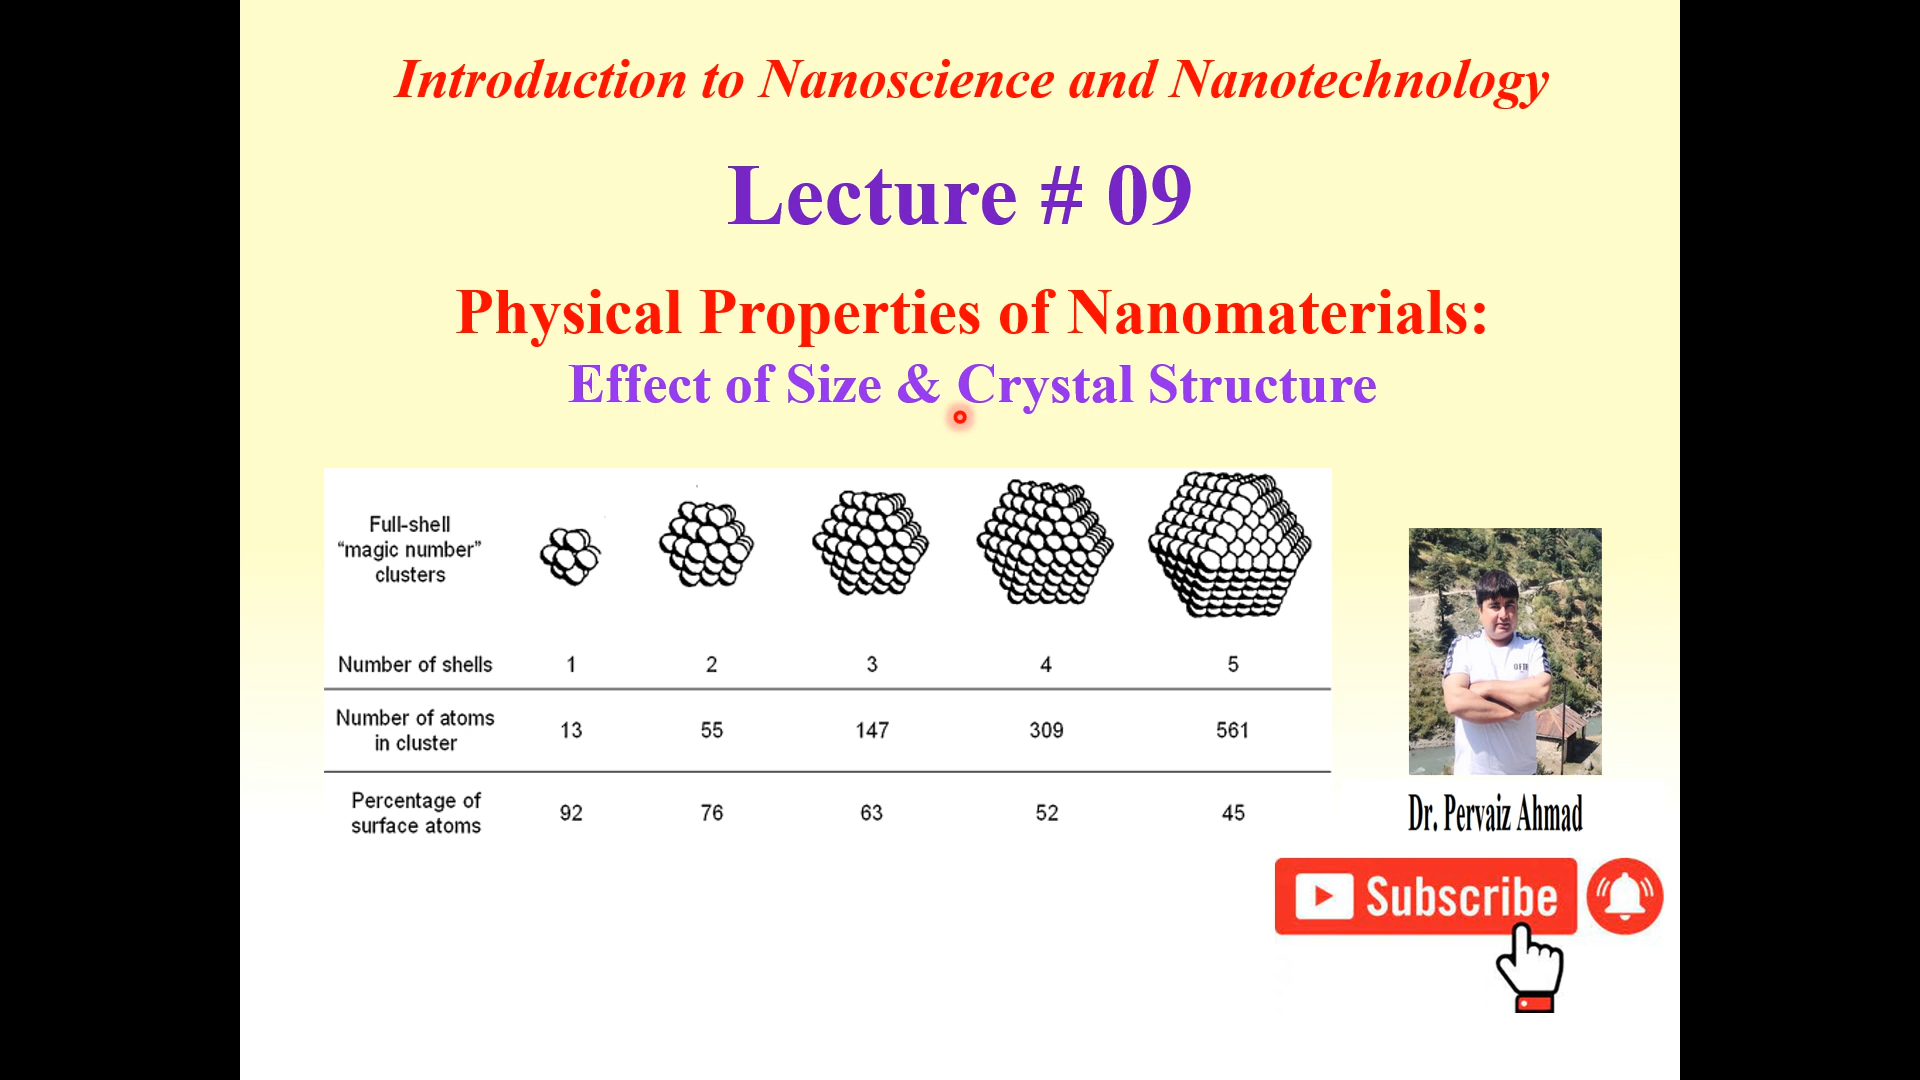 Introduction to Nanoscience and Nanotechnology
Lecture # 09
Physical Properties of Nanomaterials:
Effect of Size & Crystal Structure
Full-shell
“magic number”
clusters
Number of shells 1 2 3 4 5
Number of atoms
in cluster 13 55 147 309 561
Percentage of
surface atoms 92 76 63 52 45
Dr. Pervaiz Ahmad
Subscribe